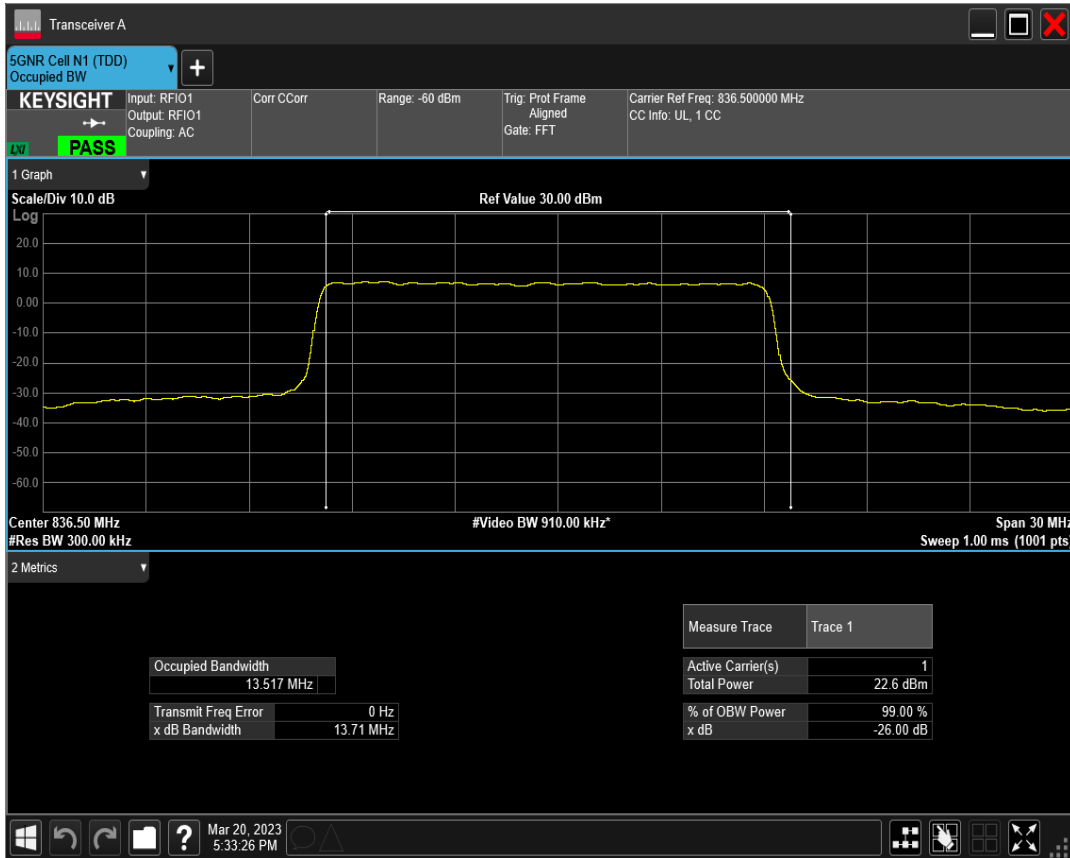 Transceiver A
5GNR Cell N1 (TDD)
Occupied BW
+
KEYSIGHT
LXI
PASS
Input: RFIO1
Output: RFIO1
Coupling: AC
Corr CCorr
Range: -60 dBm
Trig: Prot Frame
Aligned
Gate: FFT
Carrier Ref Freq: 836.500000 MHz
CC Info: UL, 1 CC
1 Graph
Scale/Div 10.0 dB
Ref Value 30.00 dBm
Log
20.0
10.0
0.00
-10.0
-20.0
-30.0
-40.0
-50.0
-60.0
Center 836.50 MHz
#Video BW 910.00 kHz*
Span 30 MHz
#Res BW 300.00 kHz
Sweep 1.00 ms (1001 pts)
2 Metrics
Measure Trace Trace 1
Occupied Bandwidth
13.517 MHz
Active Carrier(s) 1
Total Power 22.6 dBm
Transmit Freq Error 0 Hz
x dB Bandwidth 13.71 MHz
% of OBW Power 99.00 %
x dB -26.00 dB
?
Mar 20, 2023
5:33:26 PM